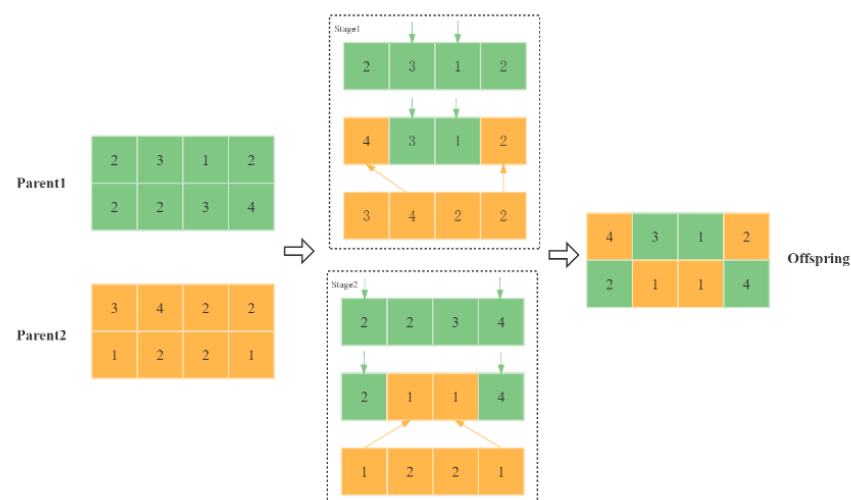 Parent1
2 3 1 2
2 2 3 4
Parent2
3 4 2 2
1 2 2 1
Stage1
2 3 1 2
4 3 1 2
3 4 2 2
Stage2
2 2 3 4
2 1 1 4
1 2 2 1
4 3 1 2
2 1 1 4
Offspring